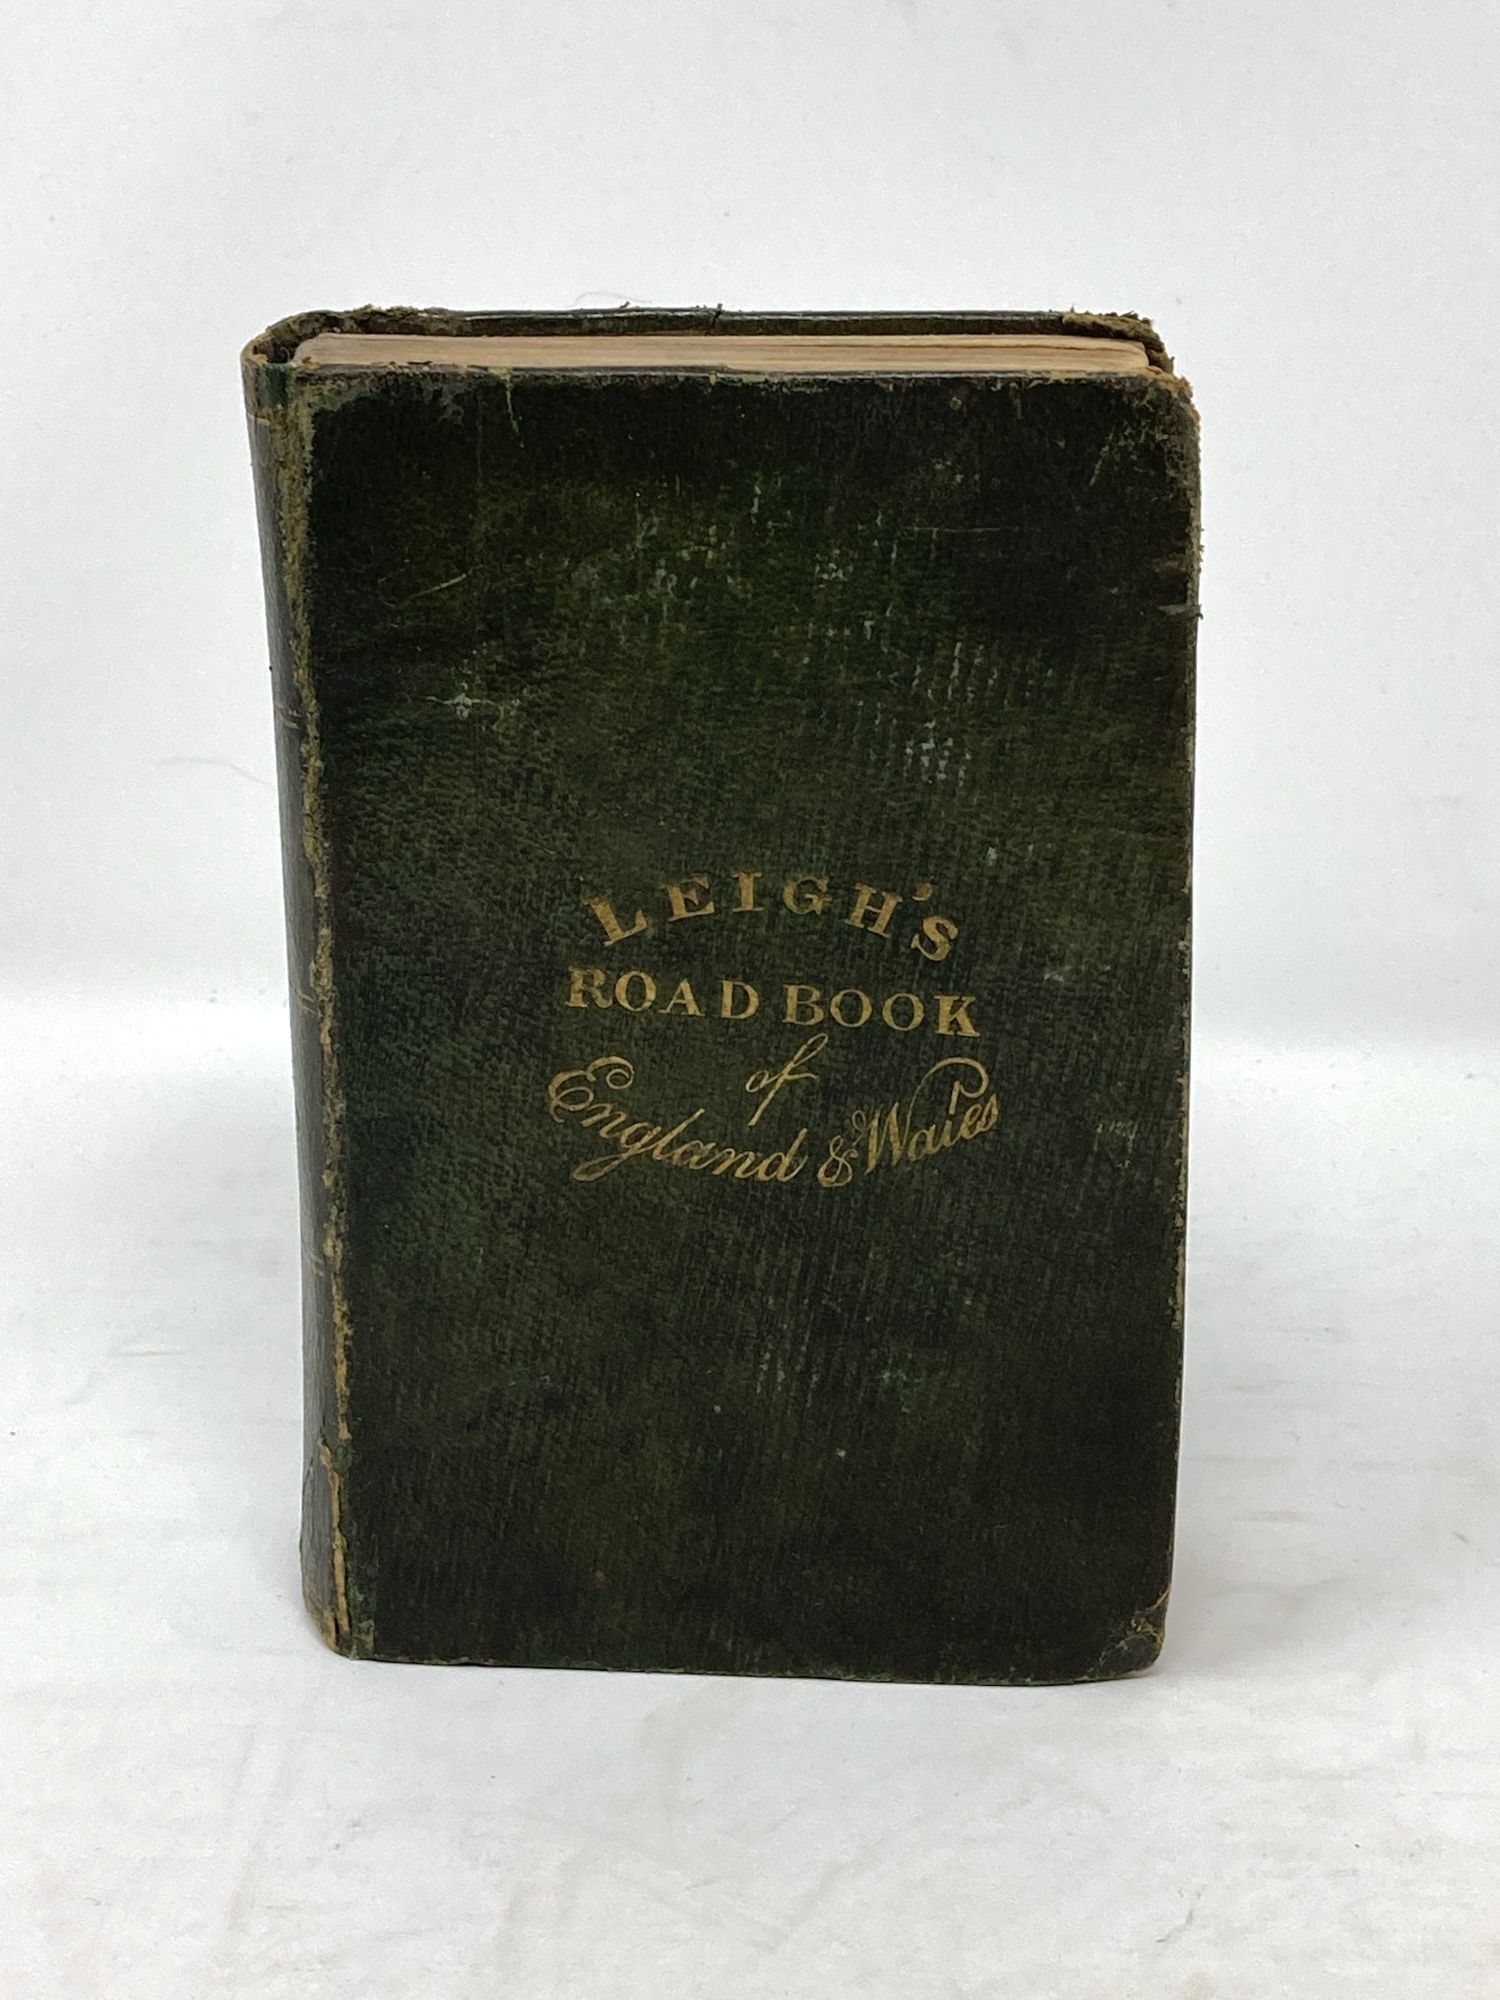 LEIGH'S
ROAD BOOK
of
England & Wales